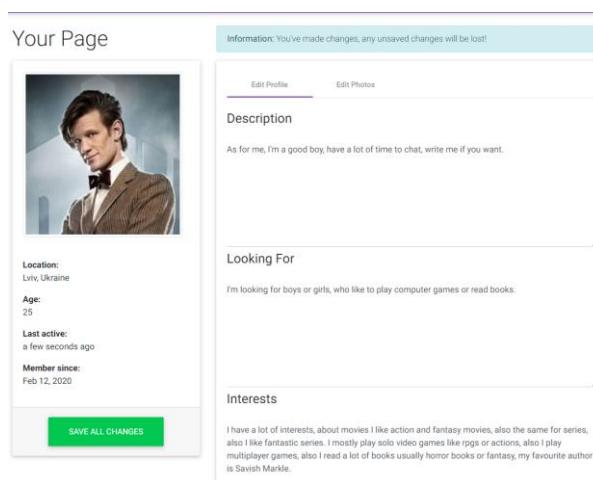 Your Page
Information: You've made changes, any unsaved changes will be lost!
Location:
Lviv, Ukraine
Age:
25
Last active:
a few seconds ago
Member since:
Feb 12, 2020
SAVE ALL CHANGES
Edit Profile
Edit Photos
Description
As for me, I'm a good boy, have a lot of time to chat, write me if you want.
Looking For
I'm looking for boys or girls, who like to play computer games or read books.
Interests
I have a lot of interests, about movies I like action and fantasy movies, also the same for series,
also I like fantastic series. I mostly play solo video games like rpgs or actions, also I play
multiplayer games, also I read a lot of books usually horror books or fantasy, my favourite author
is Savish Markle.